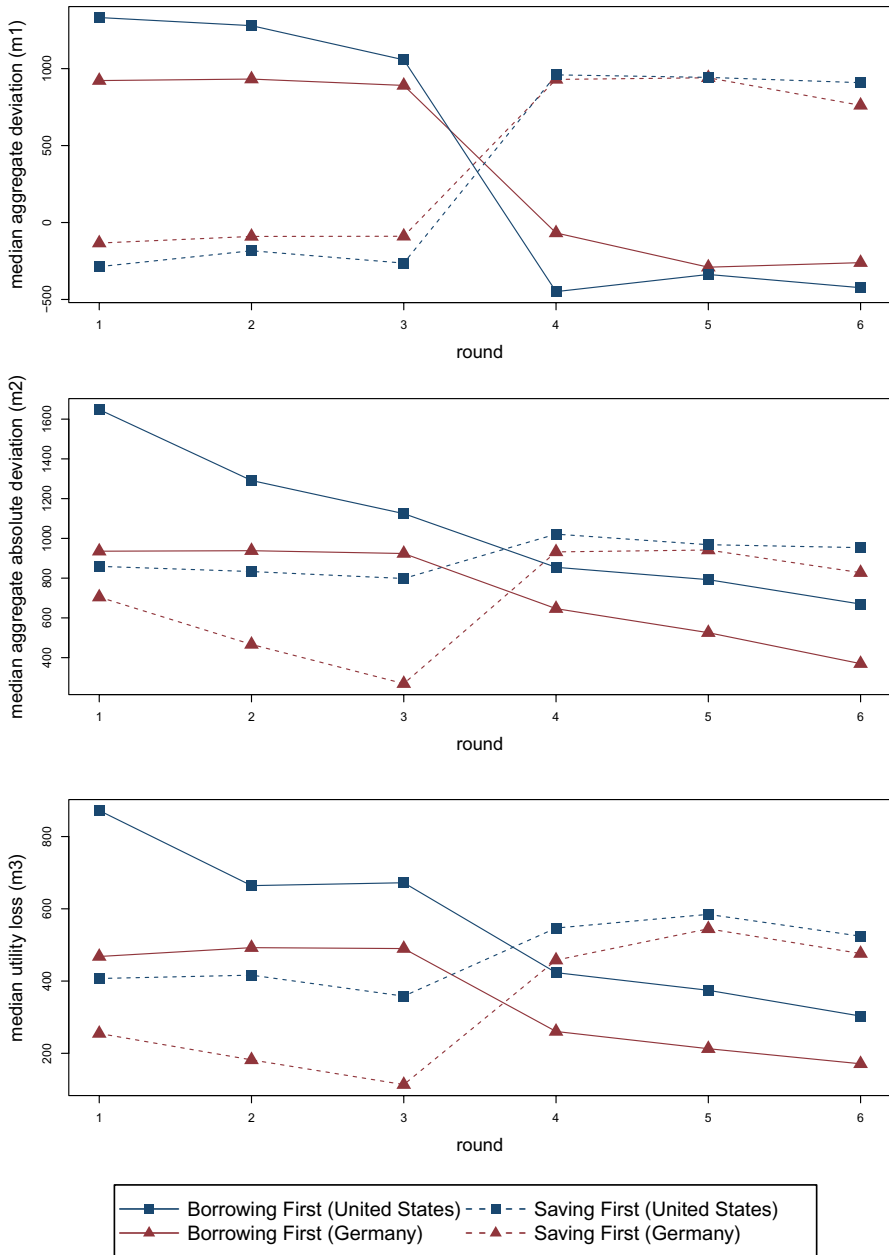 median aggregate deviation (m1)
1000
500
0
−500
1 2 3 4 5 6
round
median aggregate absolute deviation (m2)
1600
1400
1200
1000
800
600
400
1 2 3 4 5 6
round
median utility loss (m3)
800
600
400
200
1 2 3 4 5 6
round
Borrowing First (United States) Saving First (United States)
Borrowing First (Germany) Saving First (Germany)